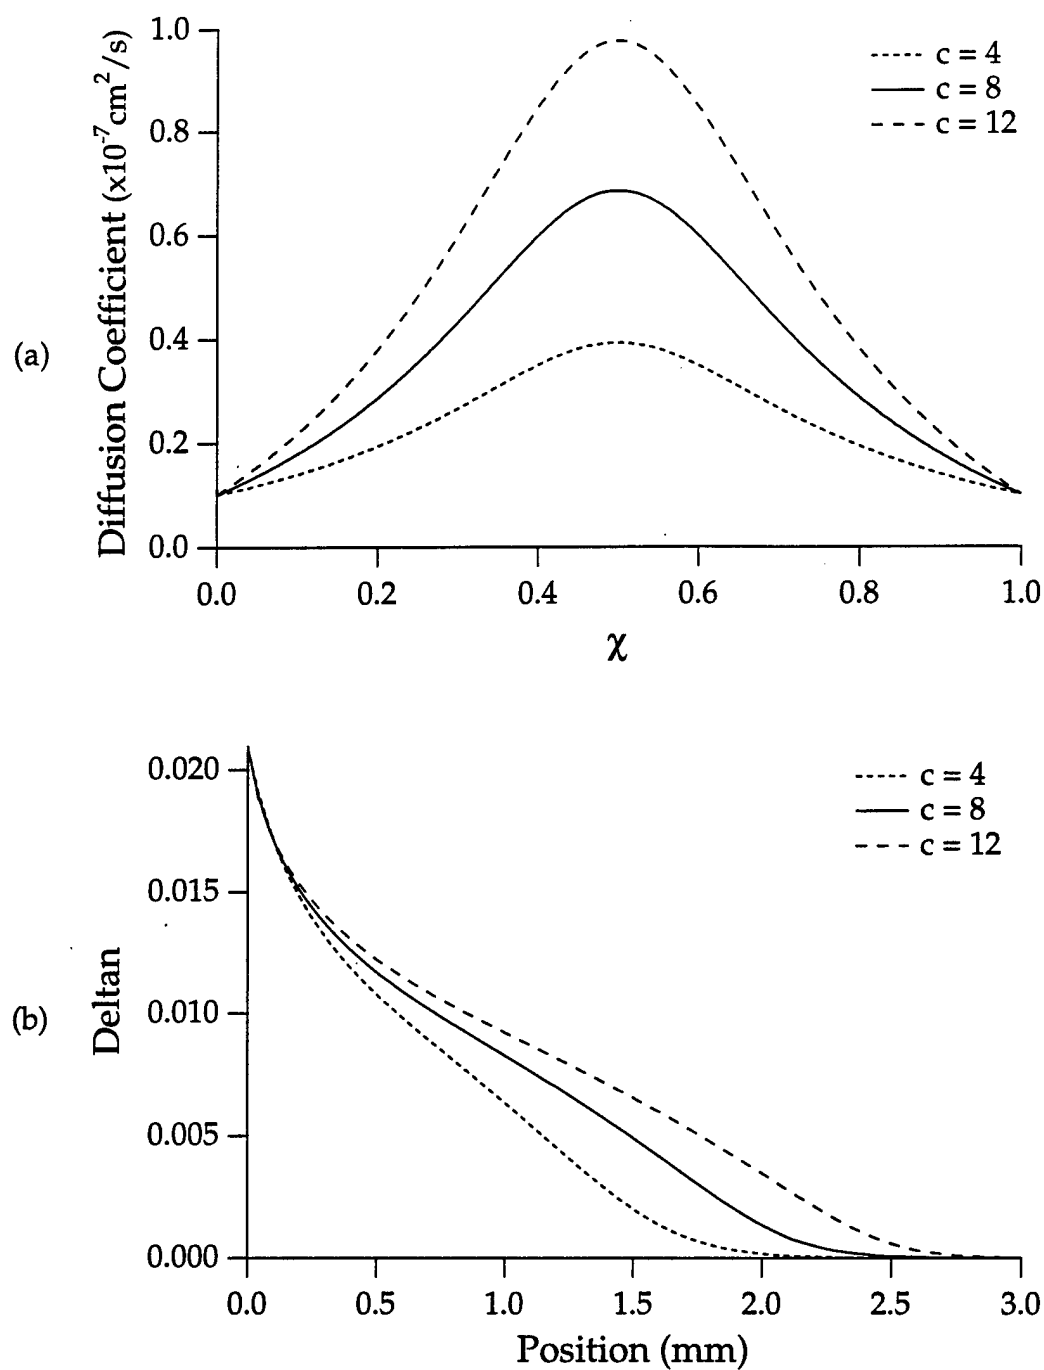 (a)
Diffusion Coefficient (x10⁻⁷cm²/s)
1.0
0.8
0.6
0.4
0.2
0.0
0.0 0.2 0.4 0.6 0.8 1.0
χ
c = 4
c = 8
c = 12
(b)
Deltan
0.020
0.015
0.010
0.005
0.000
0.0 0.5 1.0 1.5 2.0 2.5 3.0
Position (mm)
c = 4
c = 8
c = 12